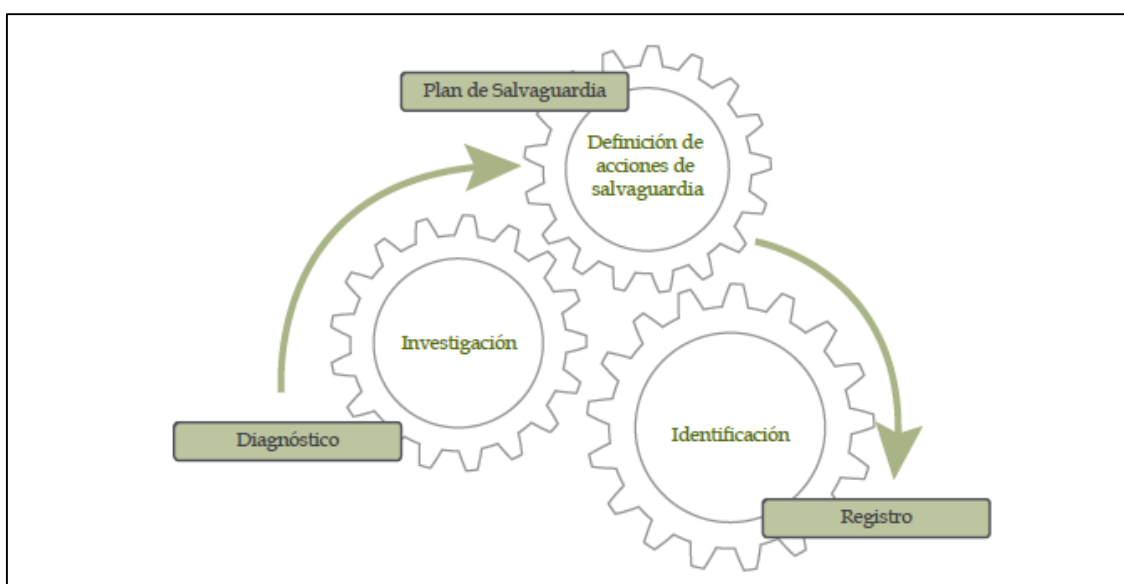 Plan de Salvaguardia
Definición de
acciones de
salvaguardia
Investigación
Diagnóstico
Identificación
Registro